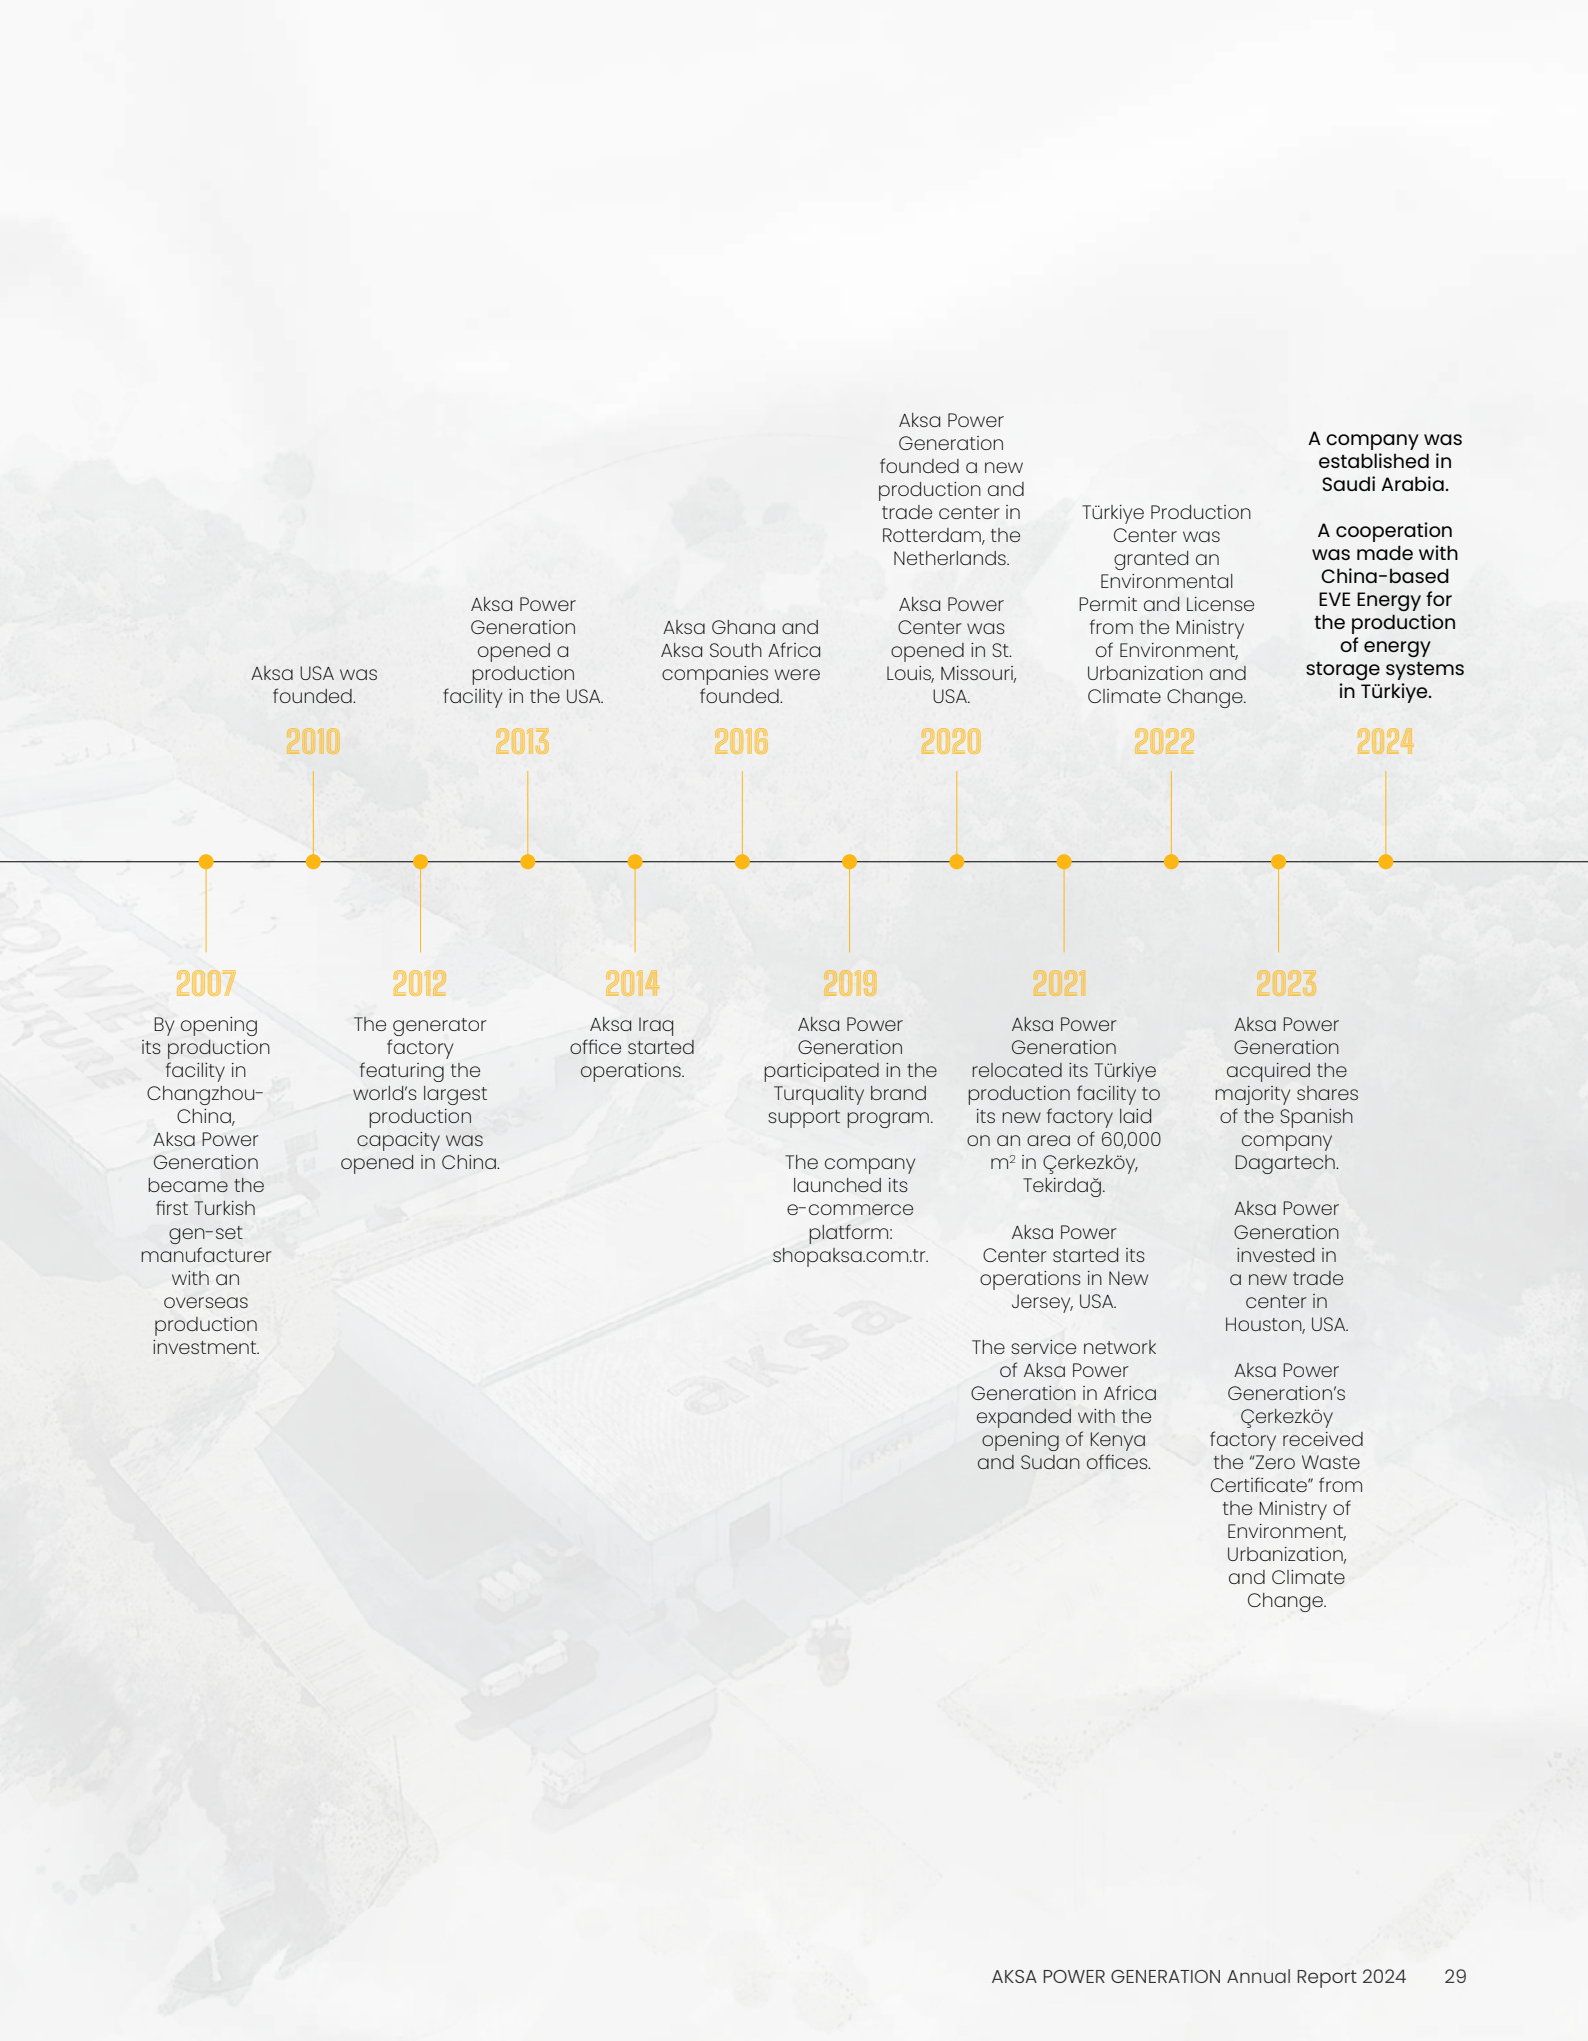 Aksa USA was
founded.
2010
Aksa Power
Generation
opened a
production
facility in the USA.
2013
Aksa Ghana and
Aksa South Africa
companies were
founded.
2016
Aksa Power
Generation
founded a new
production and
trade center in
Rotterdam, the
Netherlands.
Aksa Power
Center was
opened in St.
Louis, Missouri,
USA.
2020
Türkiye Production
Center was
granted an
Environmental
Permit and License
from the Ministry
of Environment,
Urbanization and
Climate Change.
2022
A company was
established in
Saudi Arabia.
A cooperation
was made with
China-based
EVE Energy for
the production
of energy
storage systems
in Türkiye.
2024
2007
By opening
its production
facility in
Changzhou-
China,
Aksa Power
Generation
became the
first Turkish
gen-set
manufacturer
with an
overseas
production
investment.
2012
The generator
factory
featuring the
world's largest
production
capacity was
opened in China.
2014
Aksa Iraq
office started
operations.
2019
Aksa Power
Generation
participated in the
Turquality brand
support program.
The company
launched its
e-commerce
platform:
shopaksa.com.tr.
2021
Aksa Power
Generation
relocated its Türkiye
production facility to
its new factory laid
on an area of 60,000
m² in Çerkezköy,
Tekirdağ.
Aksa Power
Center started its
operations in New
Jersey, USA.
The service network
of Aksa Power
Generation in Africa
expanded with the
opening of Kenya
and Sudan offices.
2023
Aksa Power
Generation
acquired the
majority shares
of the Spanish
company
Dagartech.
Aksa Power
Generation
invested in
a new trade
center in
Houston, USA.
Aksa Power
Generation's
Çerkezköy
factory received
the "Zero Waste
Certificate" from
the Ministry of
Environment,
Urbanization,
and Climate
Change.
aksa
AKSA POWER GENERATION Annual Report 2024 29